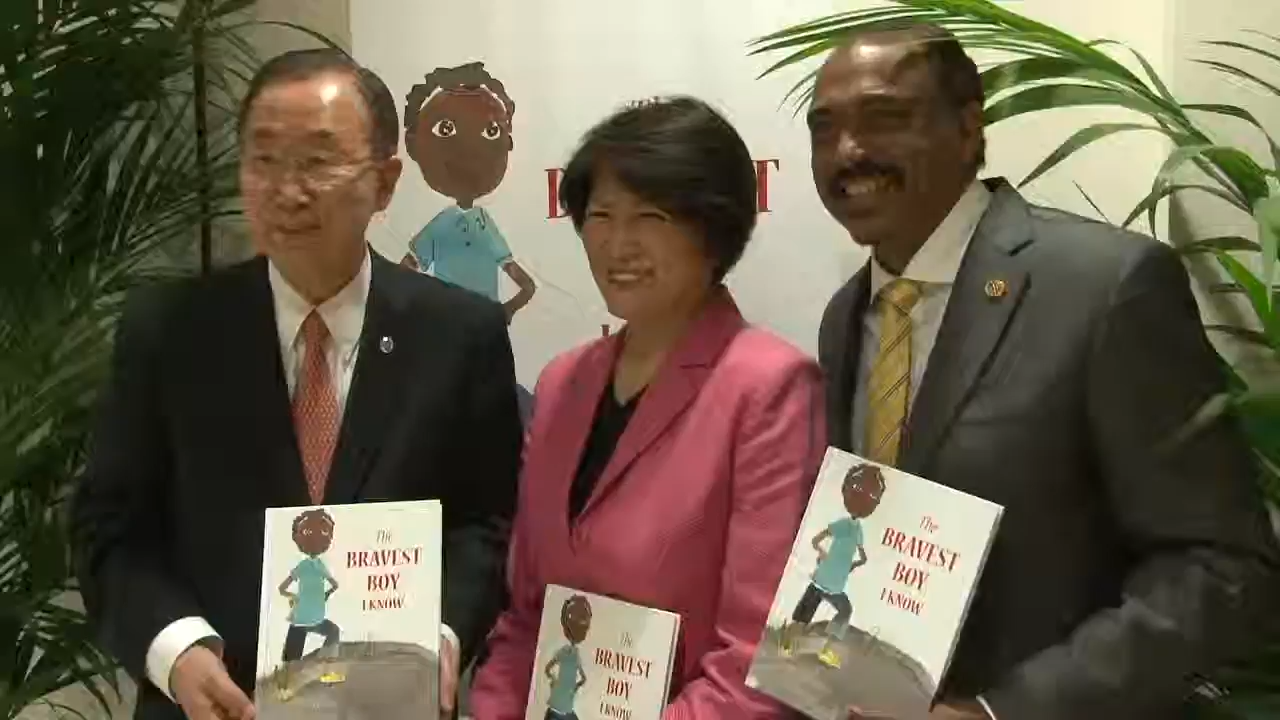 The
BRAVEST
BOY
I KNOW
The
BRAVEST
BOY
I KNOW
The
BRAVEST
BOY
I KNOW